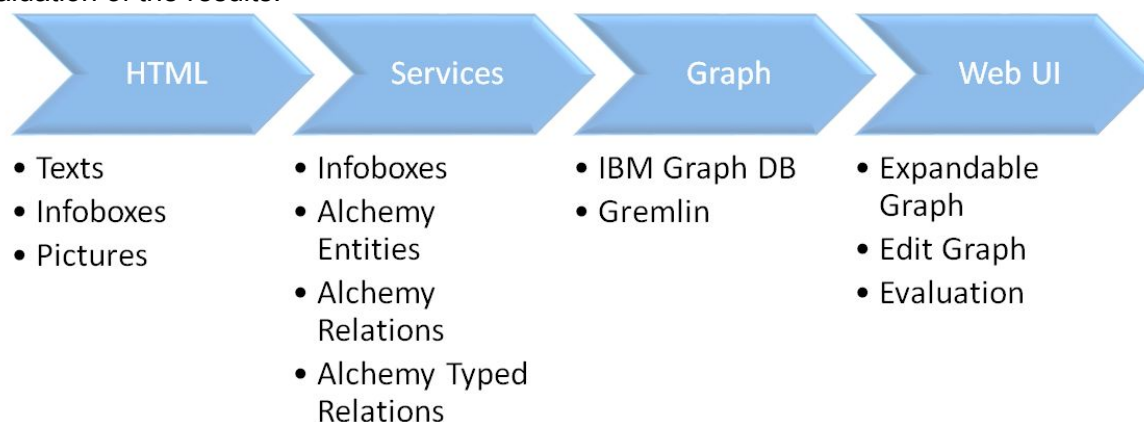 aluation of the results.
HTML
Services
Graph
Web UI
• Texts
• Infoboxes
• Pictures
• Infoboxes
• Alchemy
Entities
• Alchemy
Relations
• Alchemy Typed
Relations
• IBM Graph DB
• Gremlin
• Expandable
Graph
• Edit Graph
• Evaluation